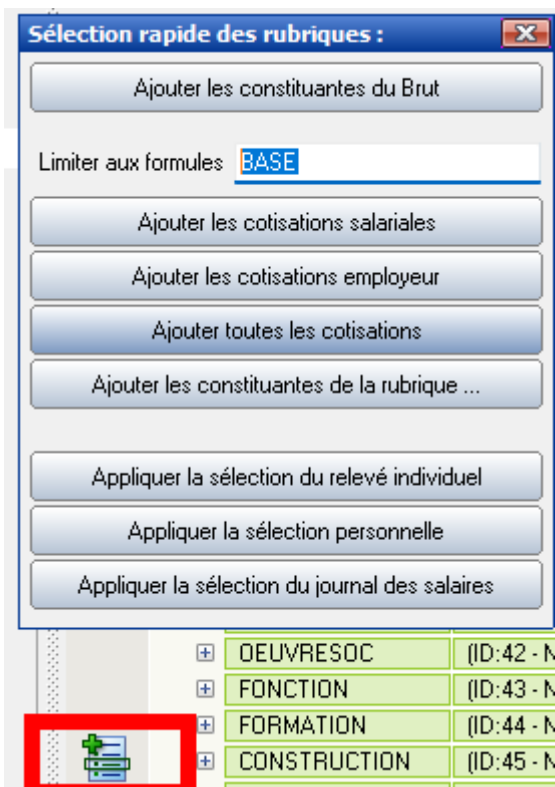 Sélection rapide des rubriques :
Ajouter les constituantes du Brut
Limiter aux formules BASE
Ajouter les cotisations salariales
Ajouter les cotisations employeur
Ajouter toutes les cotisations
Ajouter les constituantes de la rubrique ...
Appliquer la sélection du relevé individuel
Appliquer la sélection personnelle
Appliquer la sélection du journal des salaires
OEUVRESOC (ID:42 - N
FONCTION (ID:43 - N
FORMATION (ID:44 - N
CONSTRUCTION (ID:45 - N